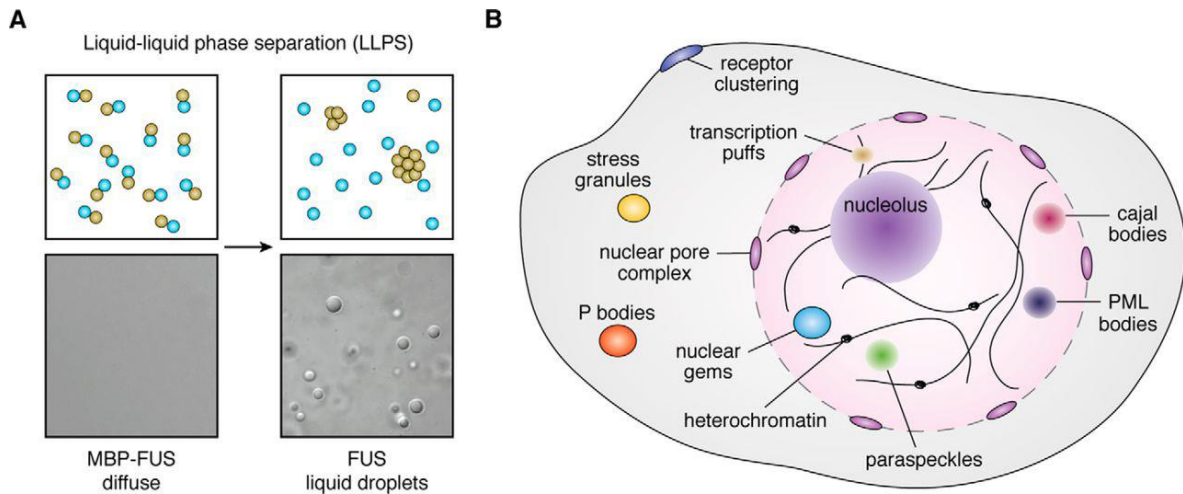 A
Liquid-liquid phase separation (LLPS)
MBP-FUS
diffuse
FUS
liquid droplets
B
receptor
clustering
transcription
puffs
stress
granules
nucleolus
nuclear pore
complex
cajal
bodies
P bodies
PML
bodies
nuclear
gems
heterochromatin
paraspeckles